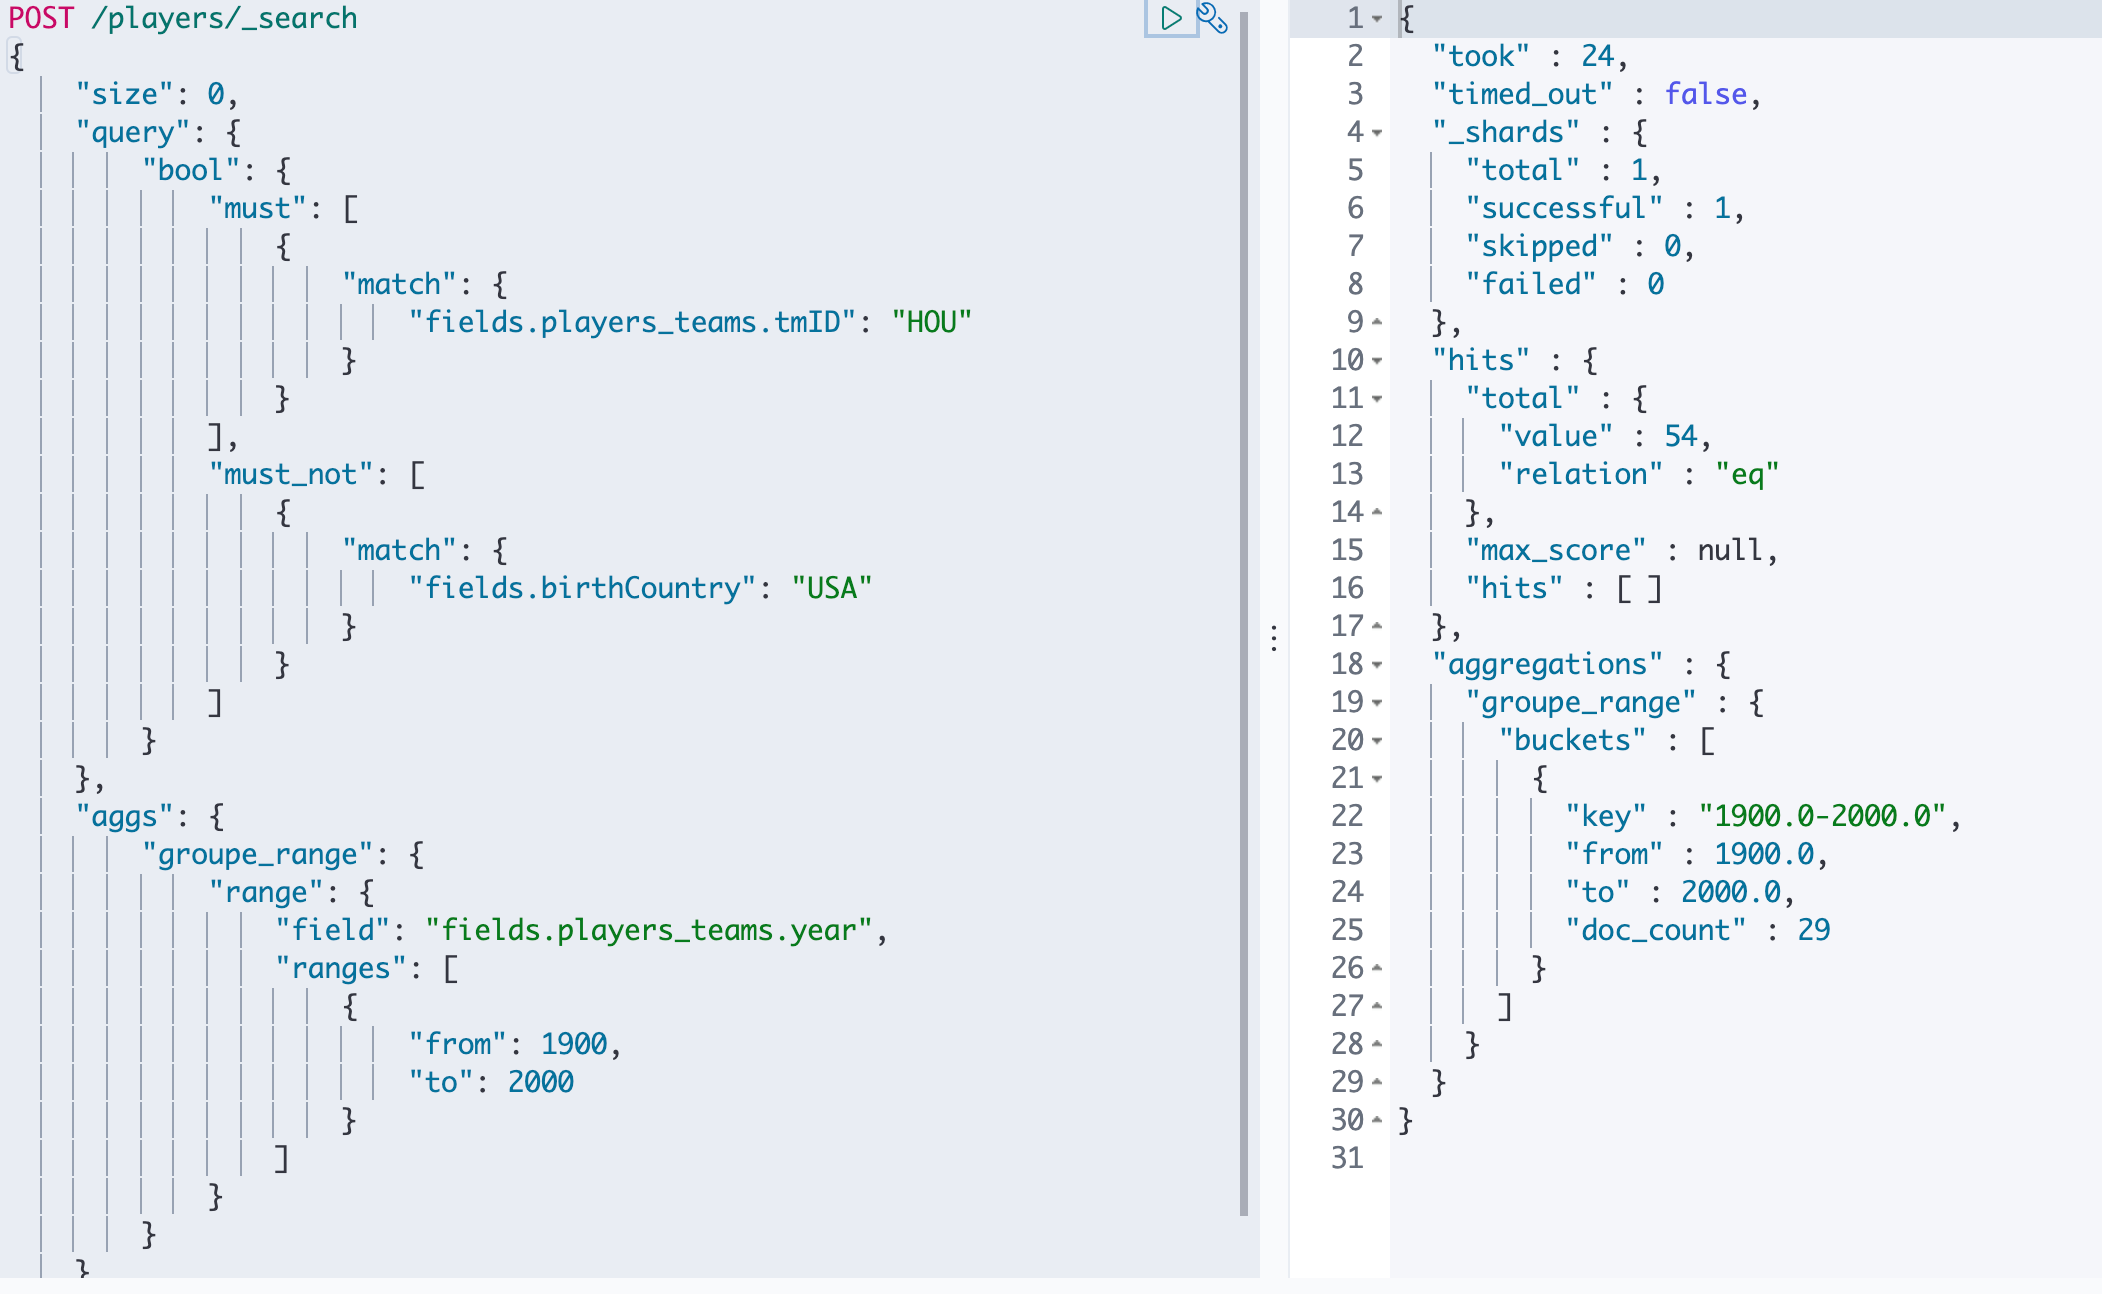 POST /players/_search
{
"size": 0,
"query": {
"bool": {
"must": [
{
"match": {
"fields.players_teams.tmID": "HOU"
}
}
],
"must_not": [
{
"match": {
"fields.birthCountry": "USA"
}
}
]
}
},
"aggs": {
"groupe_range": {
"range": {
"field": "fields.players_teams.year",
"ranges": [
{
"from": 1900,
"to": 2000
}
]
}
}
}
1 {
2 "took" : 24,
3 "timed_out" : false,
4 "_shards" : {
5 "total" : 1,
6 "successful" : 1,
7 "skipped" : 0,
8 "failed" : 0
9 },
10 "hits" : {
11 "total" : {
12 "value" : 54,
13 "relation" : "eq"
14 },
15 "max_score" : null,
16 "hits" : [ ]
17 },
18 "aggregations" : {
19 "groupe_range" : {
20 "buckets" : [
21 {
22 "key" : "1900.0-2000.0",
23 "from" : 1900.0,
24 "to" : 2000.0,
25 "doc_count" : 29
26 }
27 ]
28 }
29 }
30 }
31